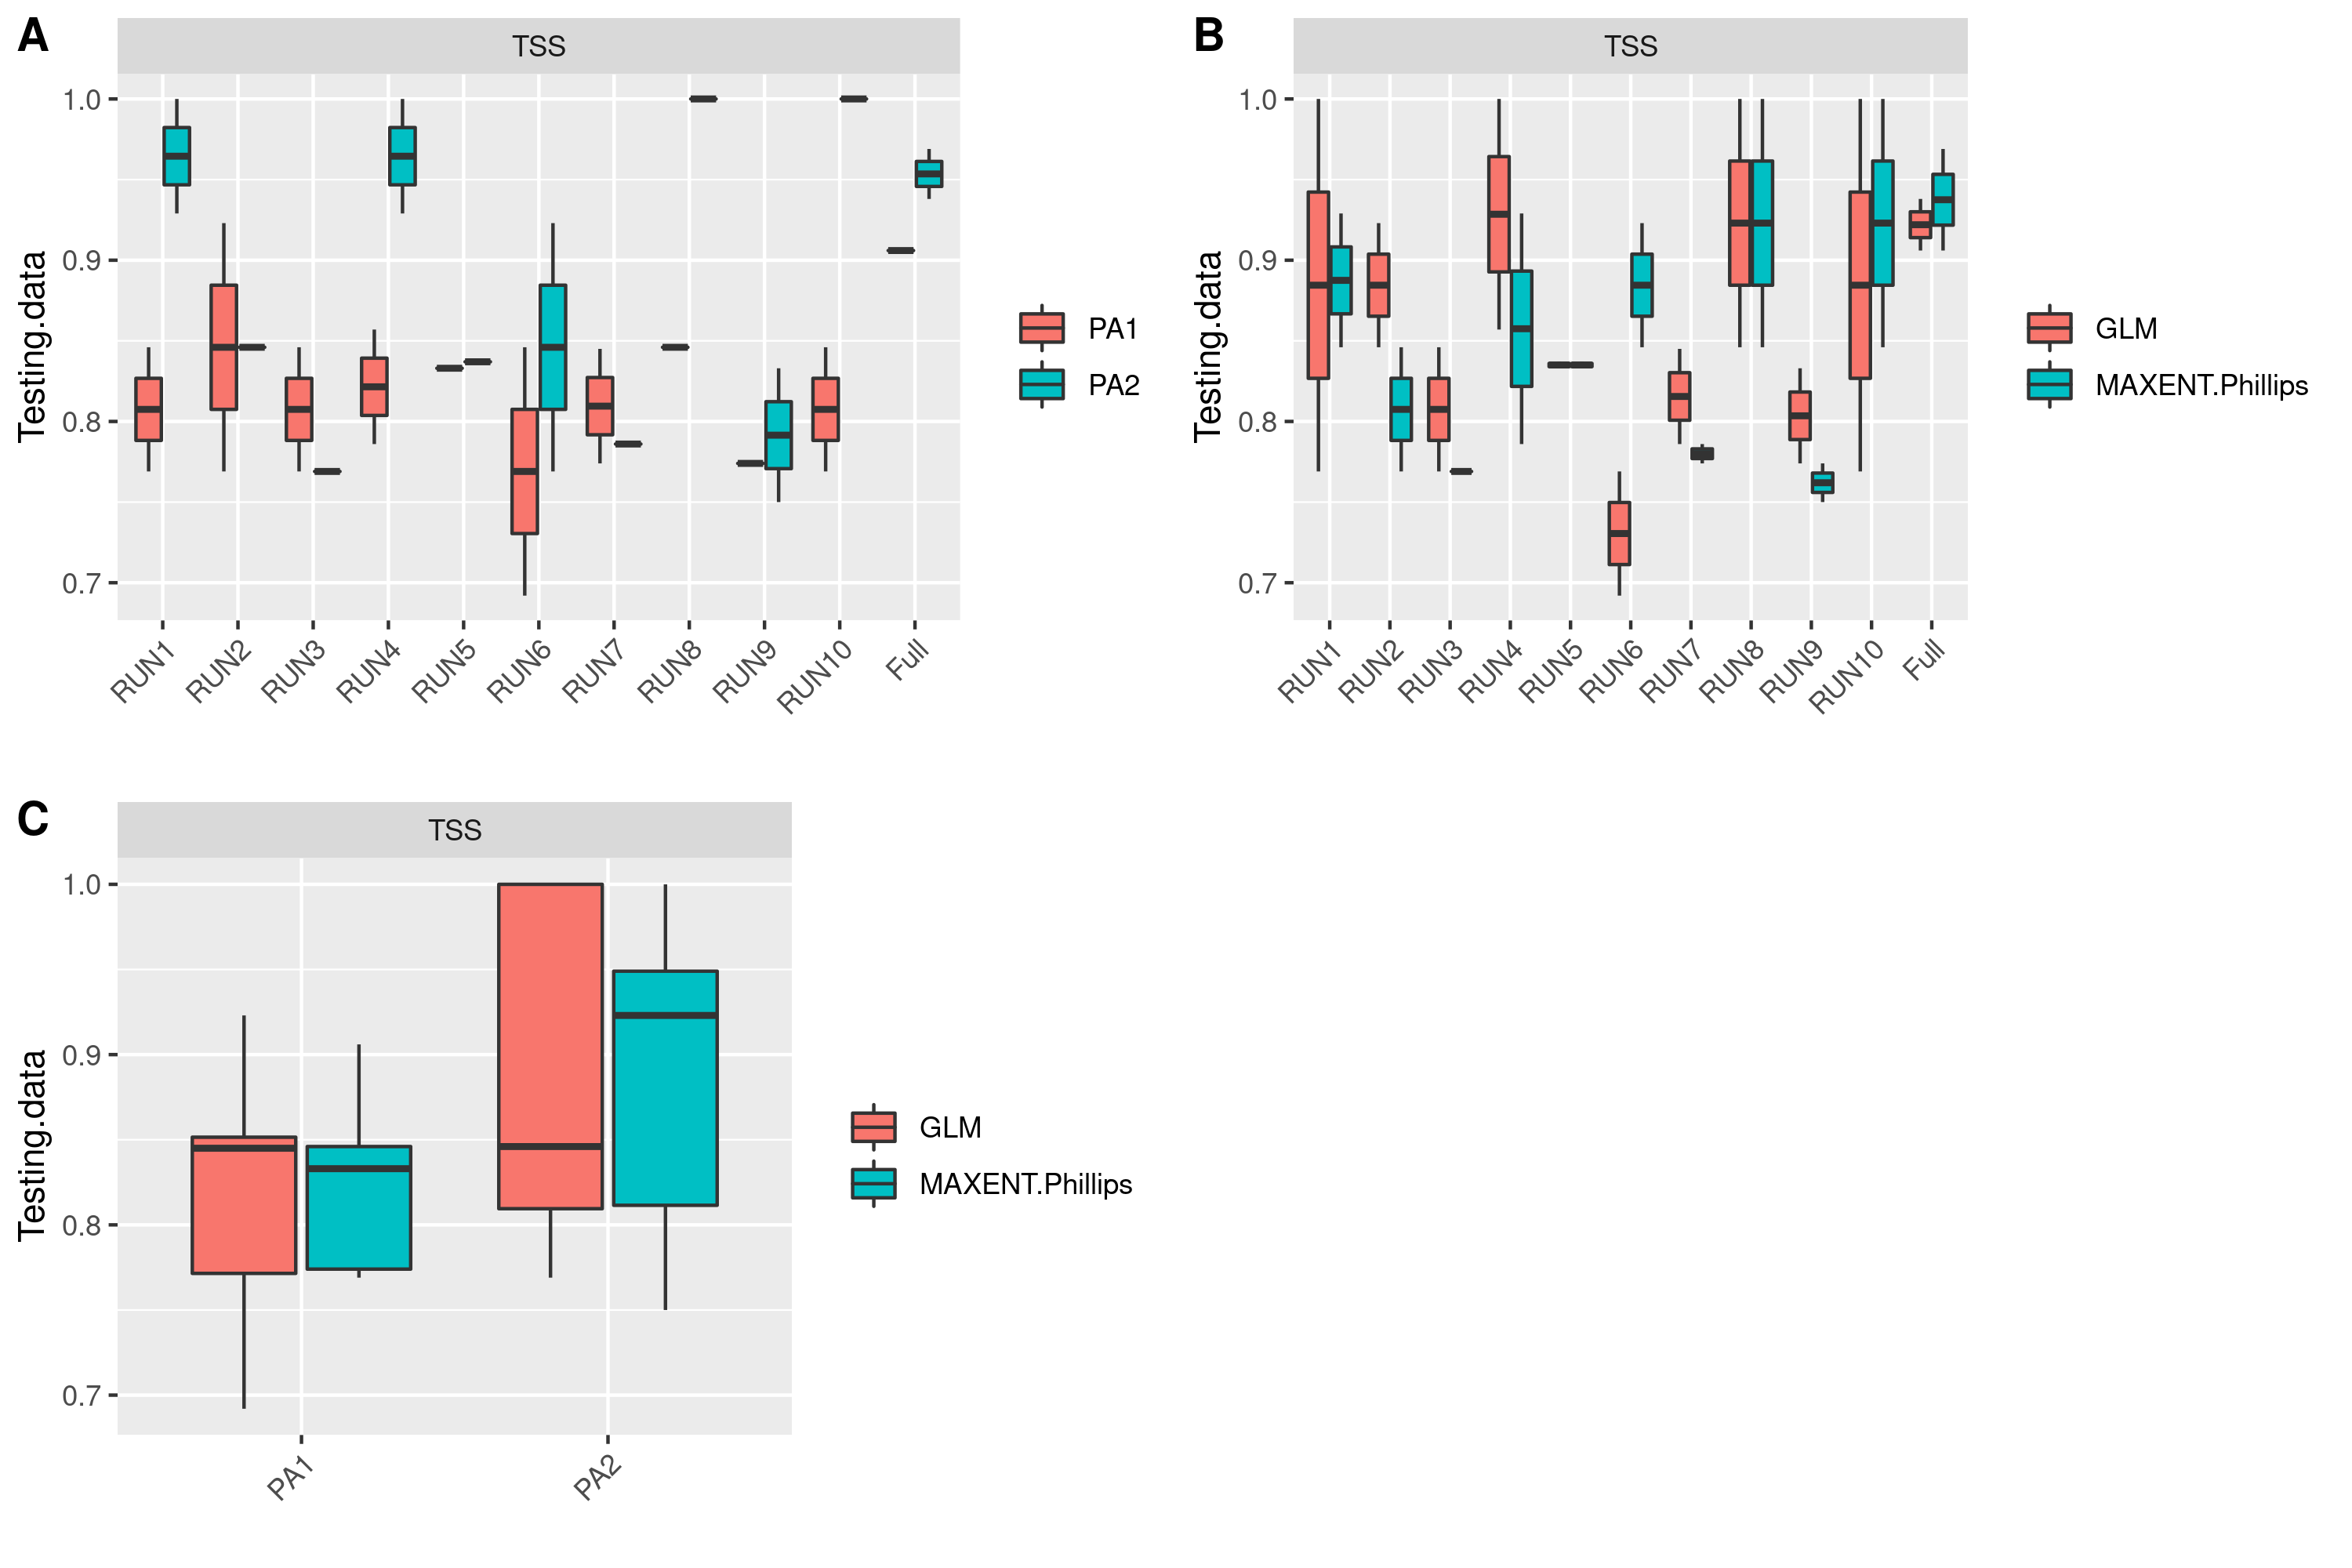 A
TSS
1.0
0.9
0.8
0.7
Testing.data
RUN1
RUN2
RUN3
RUN4
RUN5
RUN6
RUN7
RUN8
RUN9
RUN10
Full
PA1
PA2
B
TSS
1.0
0.9
0.8
0.7
Testing.data
RUN1
RUN2
RUN3
RUN4
RUN5
RUN6
RUN7
RUN8
RUN9
RUN10
Full
GLM
MAXENT.Phillips
C
TSS
1.0
0.9
0.8
0.7
Testing.data
PA1
PA2
GLM
MAXENT.Phillips